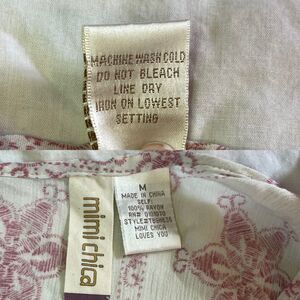 MACHINE WASH COLD
DO NOT BLEACH
LINE DRY
IRON ON LOWEST
SETTING
mimi chica
M
MADE IN CHINA
SELF:
100% RAYON
MIMI CHICA
LOVES YOU